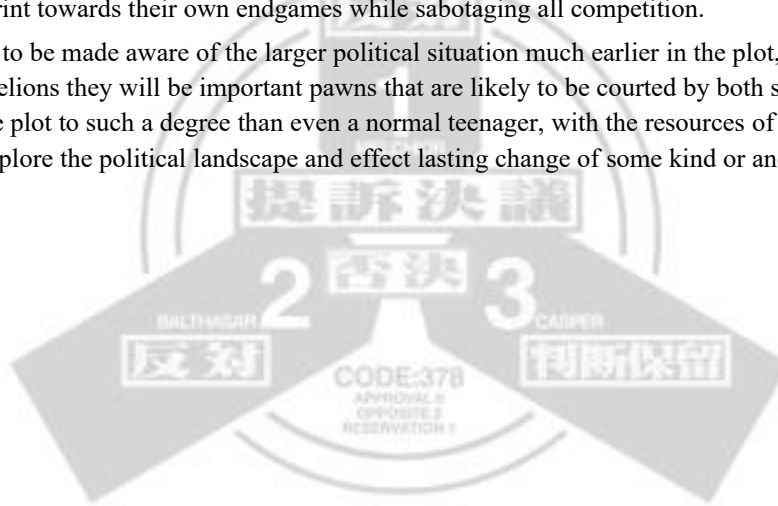 rint towards their own endgames while sabotaging all competition.
to be made aware of the larger political situation much earlier in the plot,
elions they will be important pawns that are likely to be courted by both s
e plot to such a degree than even a normal teenager, with the resources of
plore the political landscape and effect lasting change of some kind or an
1
提訴決議
否決
2 3
BALTHASAR CASPER
反対 判断保留
CODE:378
APPROVAL
OPPOSITE 2
RESERVATION 1